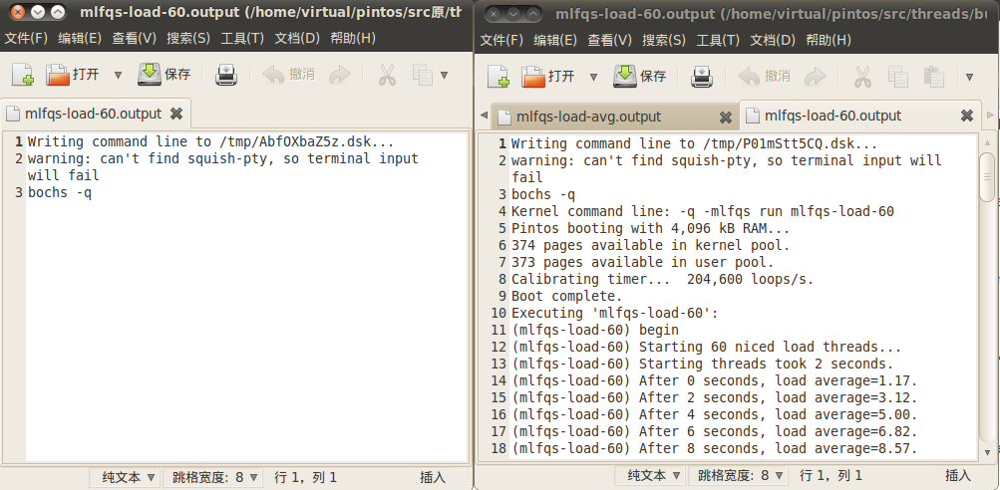 mlfqs-load-60.output (/home/virtual/pintos/src原/th
文件(F) 编辑(E) 查看(V) 搜索(S) 工具(T) 文档(D) 帮助(H)
打开 保存 撤消
mlfqs-load-60.output
1 Writing command line to /tmp/AbfOXbaZ5z.dsk...
2 warning: can't find squish-pty, so terminal input
will fail
3 bochs -q
纯文本 跳格宽度: 8 行 1，列 1 插入
mlfqs-load-60.output (/home/virtual/pintos/src/threads/bu
文件(F) 编辑(E) 查看(V) 搜索(S) 工具(T) 文档(D) 帮助(H)
打开 保存 撤消
mlfqs-load-avg.output mlfqs-load-60.output
1 Writing command line to /tmp/P01mStt5CQ.dsk...
2 warning: can't find squish-pty, so terminal input will
fail
3 bochs -q
4 Kernel command line: -q -mlfqs run mlfqs-load-60
5 Pintos booting with 4,096 kB RAM...
6 374 pages available in kernel pool.
7 373 pages available in user pool.
8 Calibrating timer...  204,600 loops/s.
9 Boot complete.
10 Executing 'mlfqs-load-60':
11 (mlfqs-load-60) begin
12 (mlfqs-load-60) Starting 60 niced load threads...
13 (mlfqs-load-60) Starting threads took 2 seconds.
14 (mlfqs-load-60) After 0 seconds, load average=1.17.
15 (mlfqs-load-60) After 2 seconds, load average=3.12.
16 (mlfqs-load-60) After 4 seconds, load average=5.00.
17 (mlfqs-load-60) After 6 seconds, load average=6.82.
18 (mlfqs-load-60) After 8 seconds, load average=8.57.
纯文本 跳格宽度: 8 行 1，列 1 插入